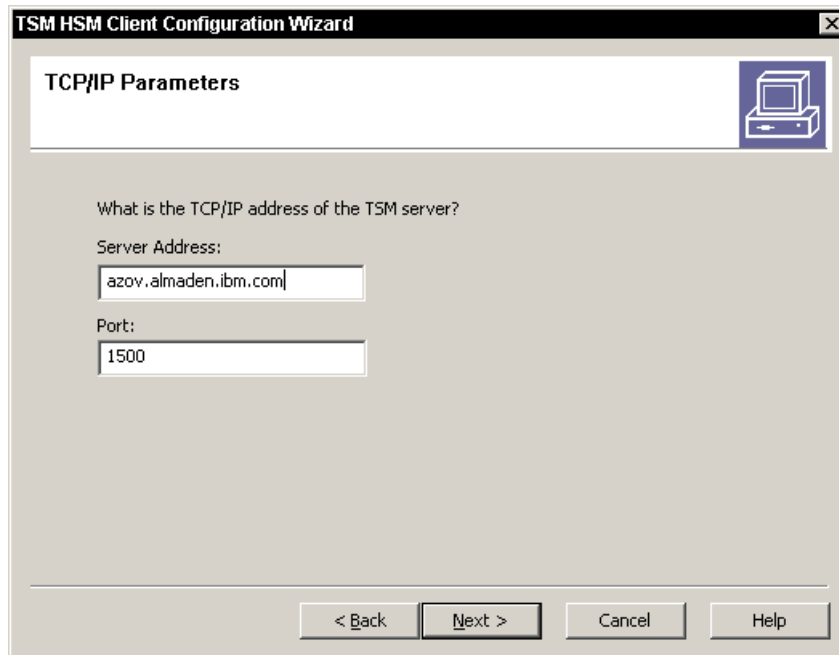 TSM HSM Client Configuration Wizard
TCP/IP Parameters
What is the TCP/IP address of the TSM server?
Server Address:
azov.almaden.ibm.com
Port:
1500
< Back Next > Cancel Help